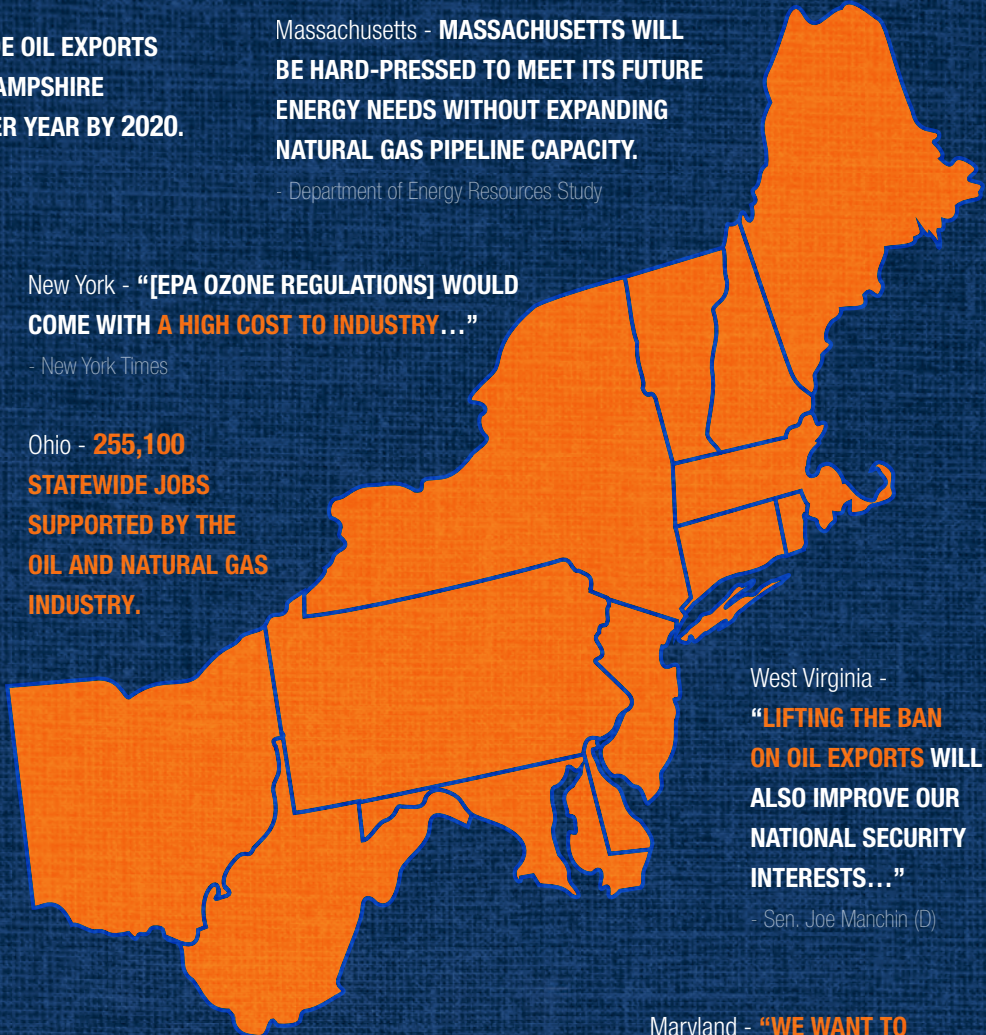 E OIL EXPORTS
AMPSHIRE
ER YEAR BY 2020.
Massachusetts - MASSACHUSETTS WILL
BE HARD-PRESSED TO MEET ITS FUTURE
ENERGY NEEDS WITHOUT EXPANDING
NATURAL GAS PIPELINE CAPACITY.
- Department of Energy Resources Study
New York - “[EPA OZONE REGULATIONS] WOULD
COME WITH A HIGH COST TO INDUSTRY…”
- New York Times
Ohio - 255,100
STATEWIDE JOBS
SUPPORTED BY THE
OIL AND NATURAL GAS
INDUSTRY.
West Virginia -
“LIFTING THE BAN
ON OIL EXPORTS WILL
ALSO IMPROVE OUR
NATIONAL SECURITY
INTERESTS…”
- Sen. Joe Manchin (D)
Maryland - “WE WANT TO